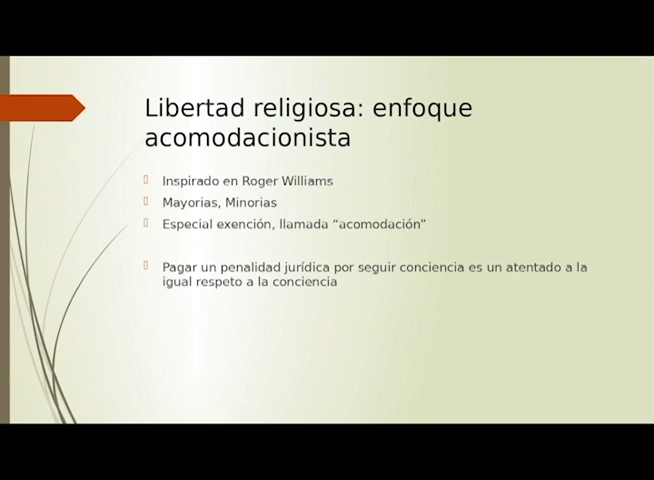 Libertad religiosa: enfoque
acomodacionista
Inspirado en Roger Williams
Mayorias, Minorias
Especial exención, llamada “acomodación”
Pagar un penalidad jurídica por seguir conciencia es un atentado a la
igual respeto a la conciencia